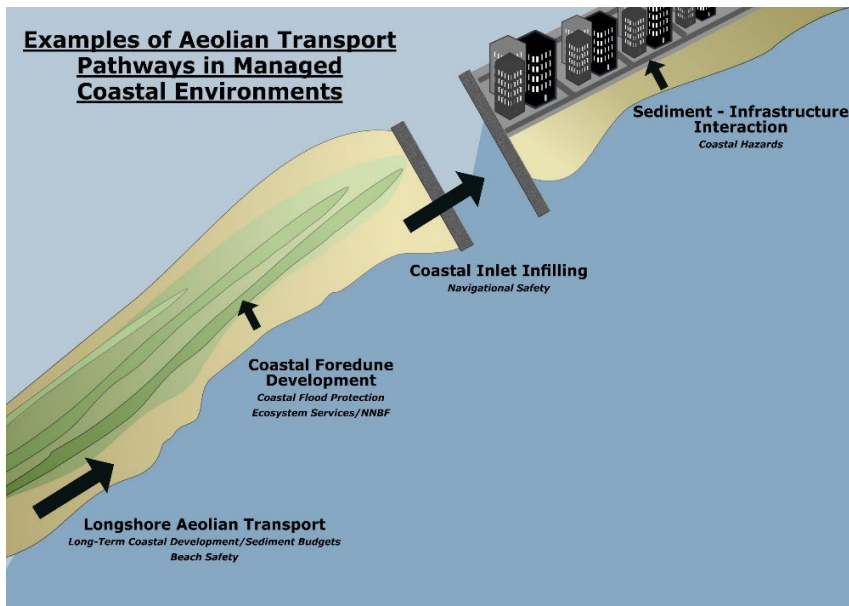 Examples of Aeolian Transport
Pathways in Managed
Coastal Environments
Sediment - Infrastructure
Interaction
Coastal Hazards
Coastal Inlet Infilling
Navigational Safety
Coastal Foredune
Development
Coastal Flood Protection
Ecosystem Services/NNBF
Longshore Aeolian Transport
Long-Term Coastal Development/Sediment Budgets
Beach Safety